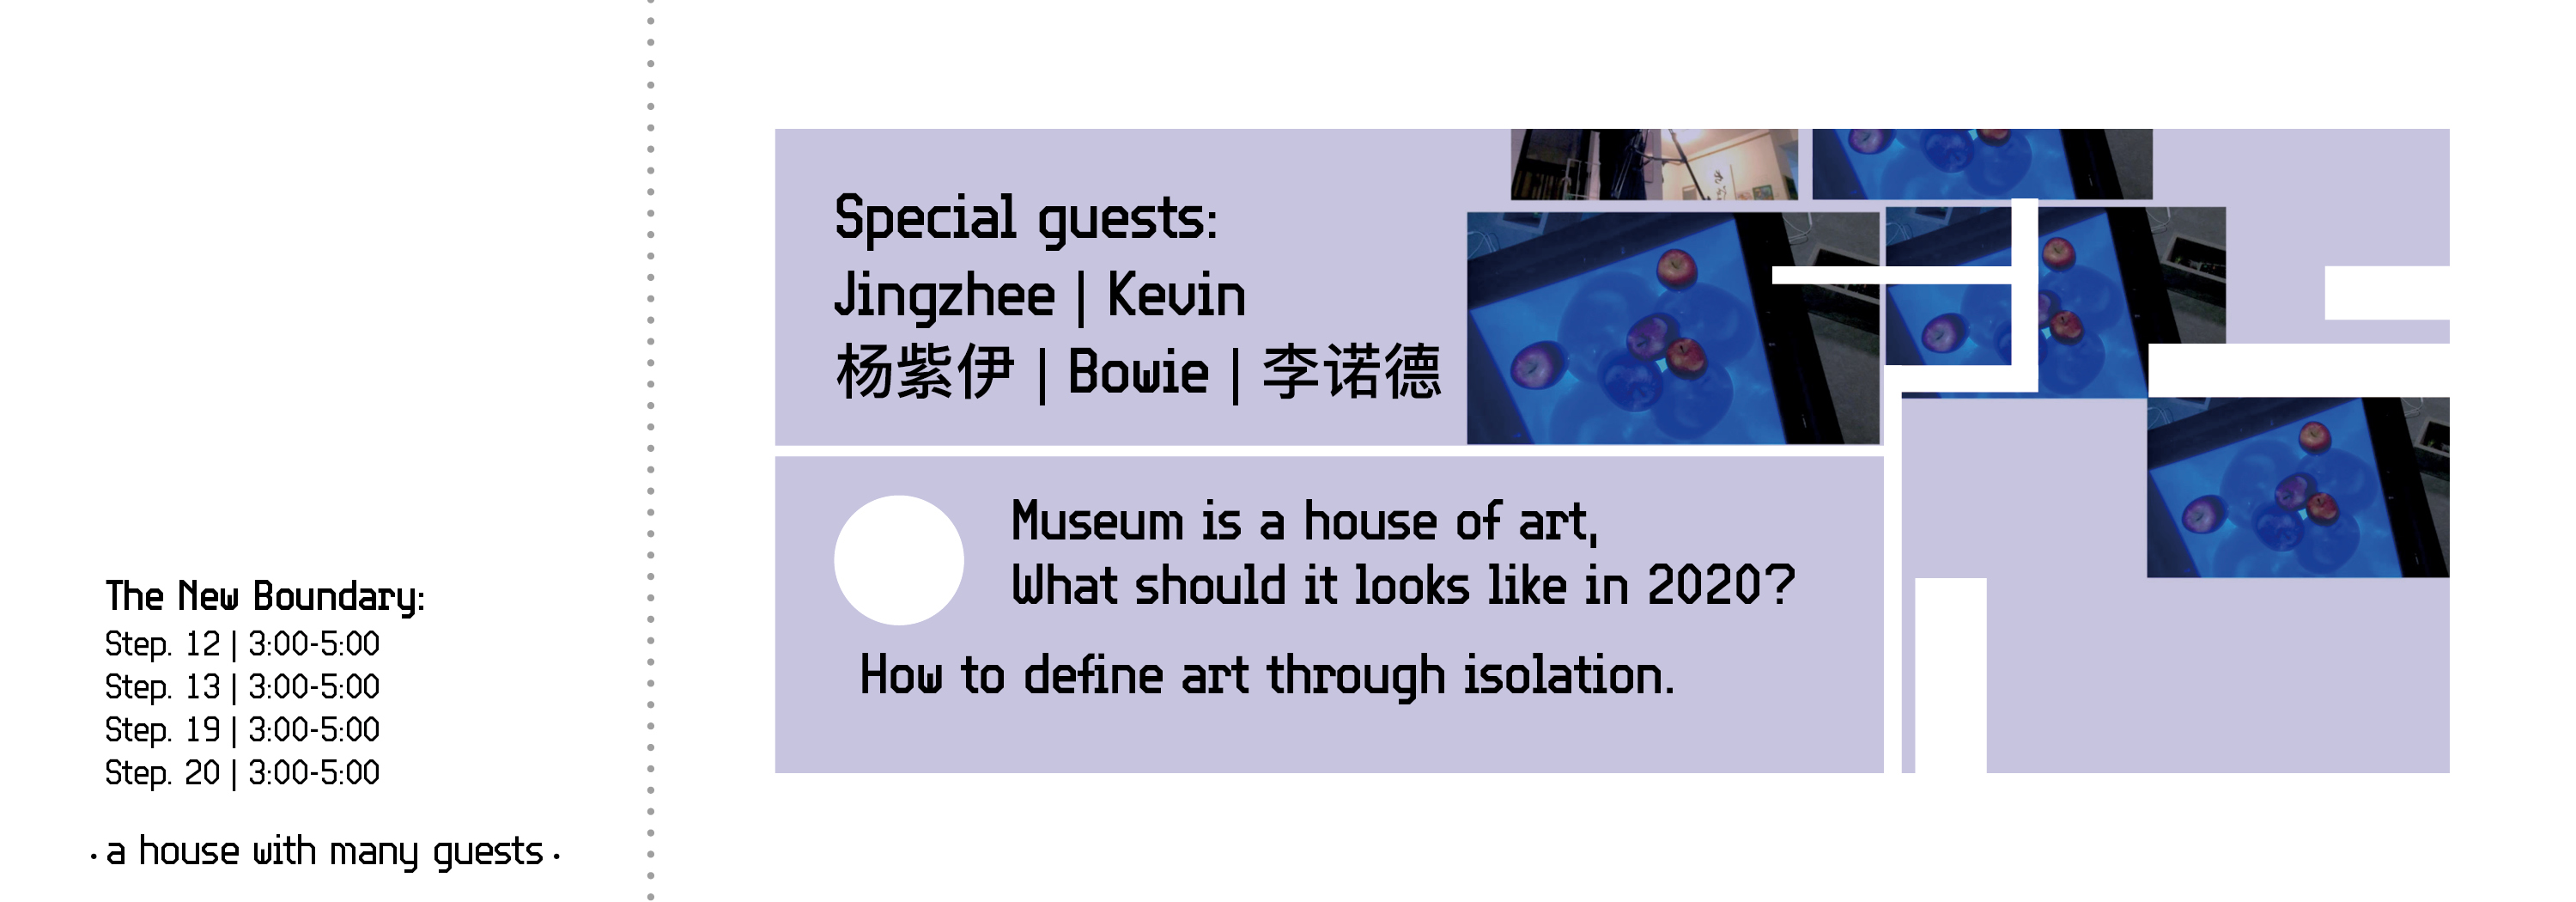 The New Boundary:
Step. 12 | 3:00-5:00
Step. 13 | 3:00-5:00
Step. 19 | 3:00-5:00
Step. 20 | 3:00-5:00
· a house with many guests ·
Special guests:
Jingzhee | Kevin
杨紫伊 | Bowie | 李诺德
Museum is a house of art,
What should it looks like in 2020?
How to define art through isolation.